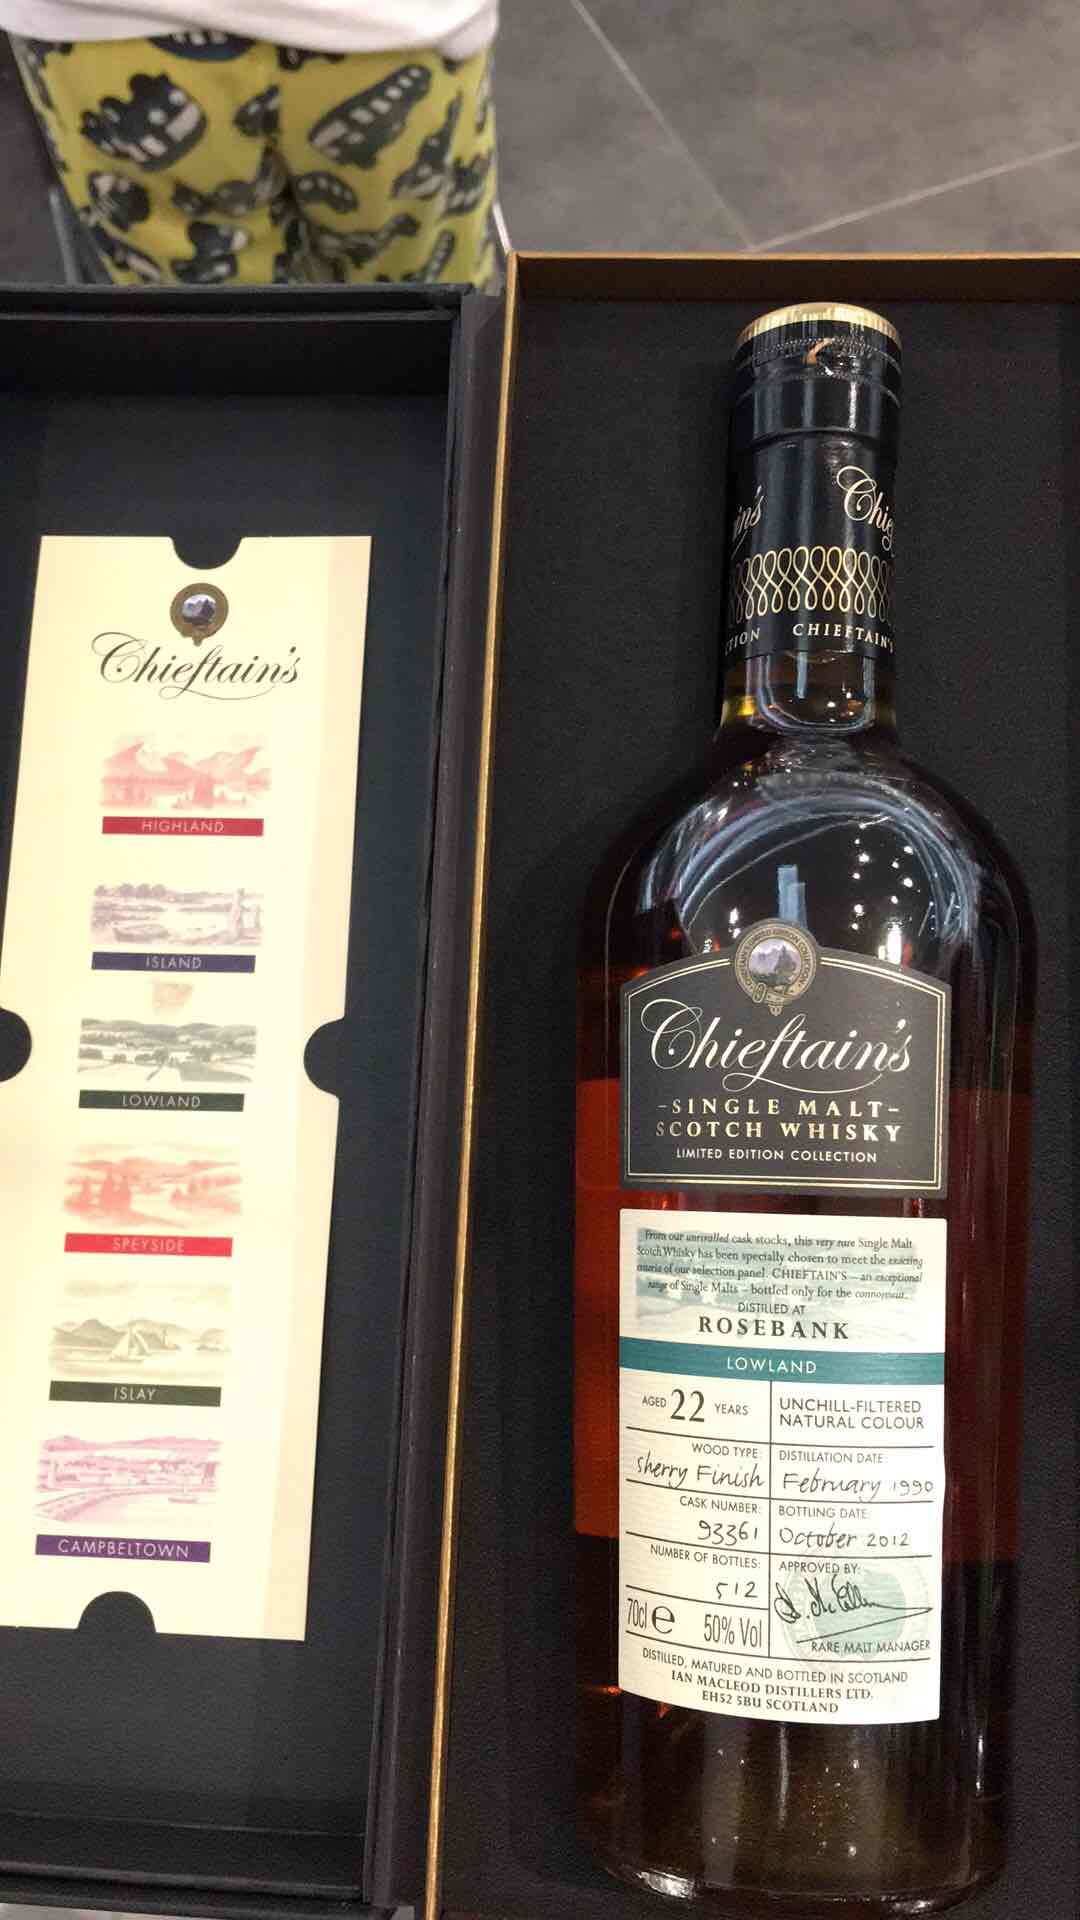 Chieftain's
HIGHLAND
ISLAND
LOWLAND
SPEYSIDE
ISLAY
CAMPBELTOWN
in's
Chie
TION CHIEFTAIN'S
Chieftain's
-SINGLE MALT-
SCOTCH WHISKY
LIMITED EDITION COLLECTION
From our unrivalled cask stocks, this very rare Single Malt
Scotch Whisky has been specially chosen to meet the exacting
criteria of our selection panel. CHIEFTAIN'S – an exceptional
range of Single Malts – bottled only for the connoisseur.
DISTILLED AT
ROSEBANK
LOWLAND
AGED 22 YEARS
UNCHILL-FILTERED
NATURAL COLOUR
WOOD TYPE:
Sherry Finish
DISTILLATION DATE:
February 1990
CASK NUMBER:
93361
BOTTLING DATE:
October 2012
NUMBER OF BOTTLES:
512
APPROVED BY:
70cl e 50% Vol
RARE MALT MANAGER
DISTILLED, MATURED AND BOTTLED IN SCOTLAND
IAN MACLEOD DISTILLERS LTD.
EH52 5BU SCOTLAND